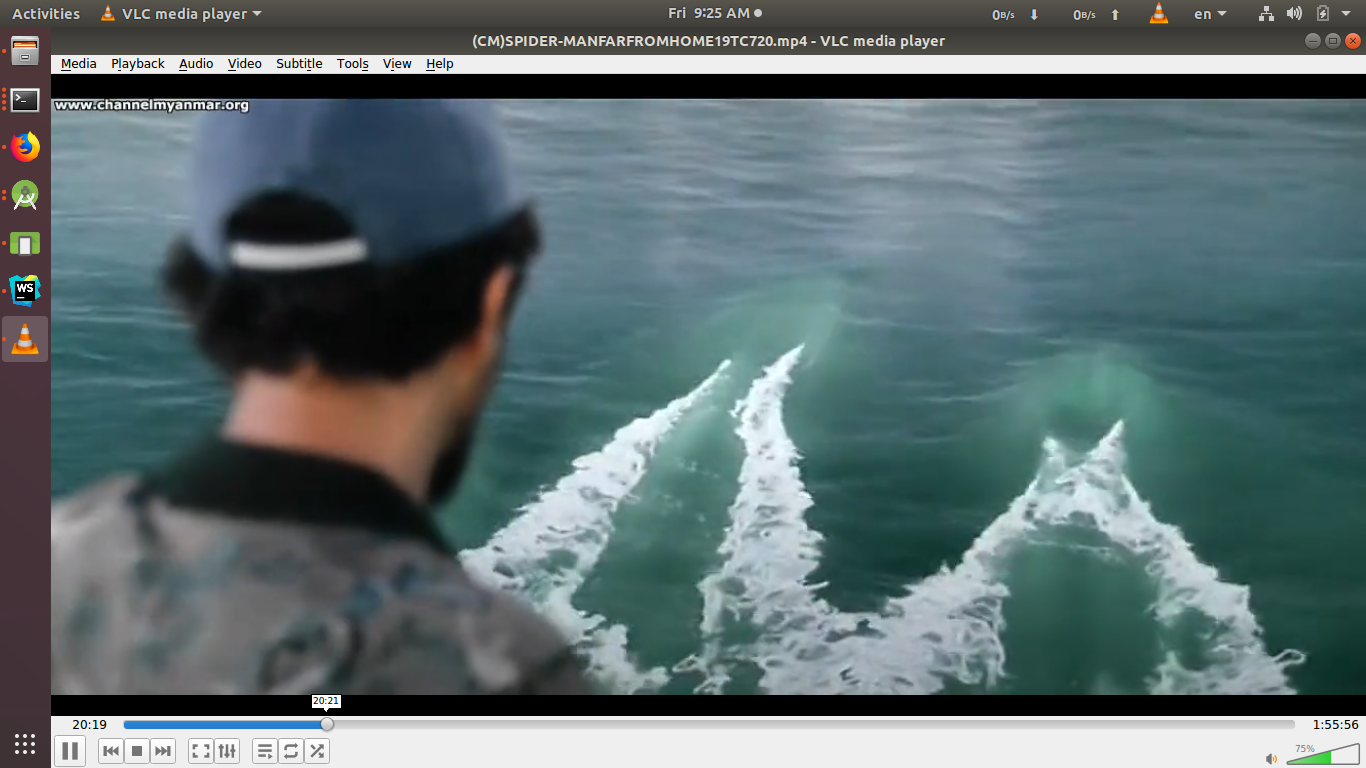 Activities VLC media player Fri 9:25 AM 0B/s 0B/s en
(CM)SPIDER-MANFARFROMHOME19TC720.mp4 - VLC media player
Media Playback Audio Video Subtitle Tools View Help
www.channelmyanmar.org
WS
20:21
20:19 1:55:56
75%